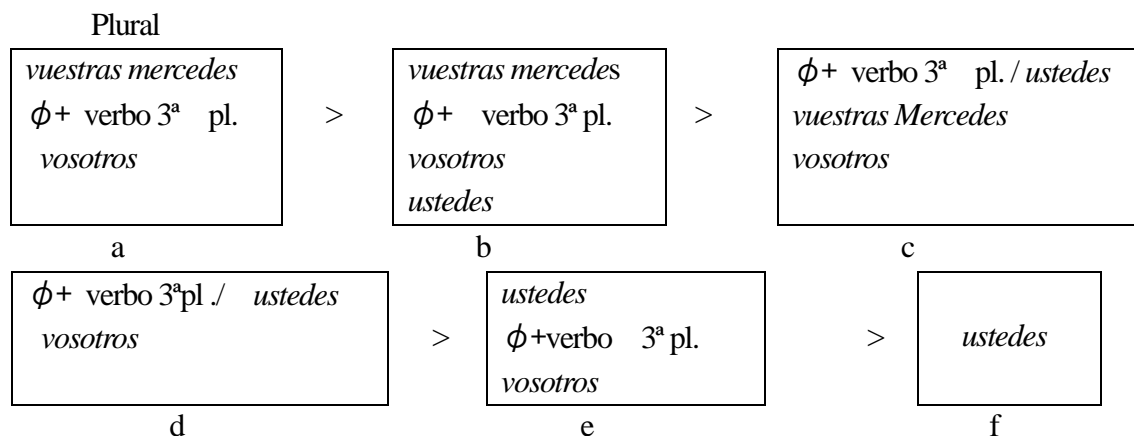 Plural
vuestras mercedes
ϕ+ verbo 3ª pl.
vosotros
>
vuestras mercedes
ϕ+ verbo 3ª pl.
vosotros
ustedes
>
ϕ+ verbo 3ª pl. / ustedes
vuestras Mercedes
vosotros
a
b
c
ϕ+ verbo 3ªpl ./ ustedes
vosotros
>
ustedes
ϕ+verbo 3ª pl.
vosotros
>
ustedes
d
e
f